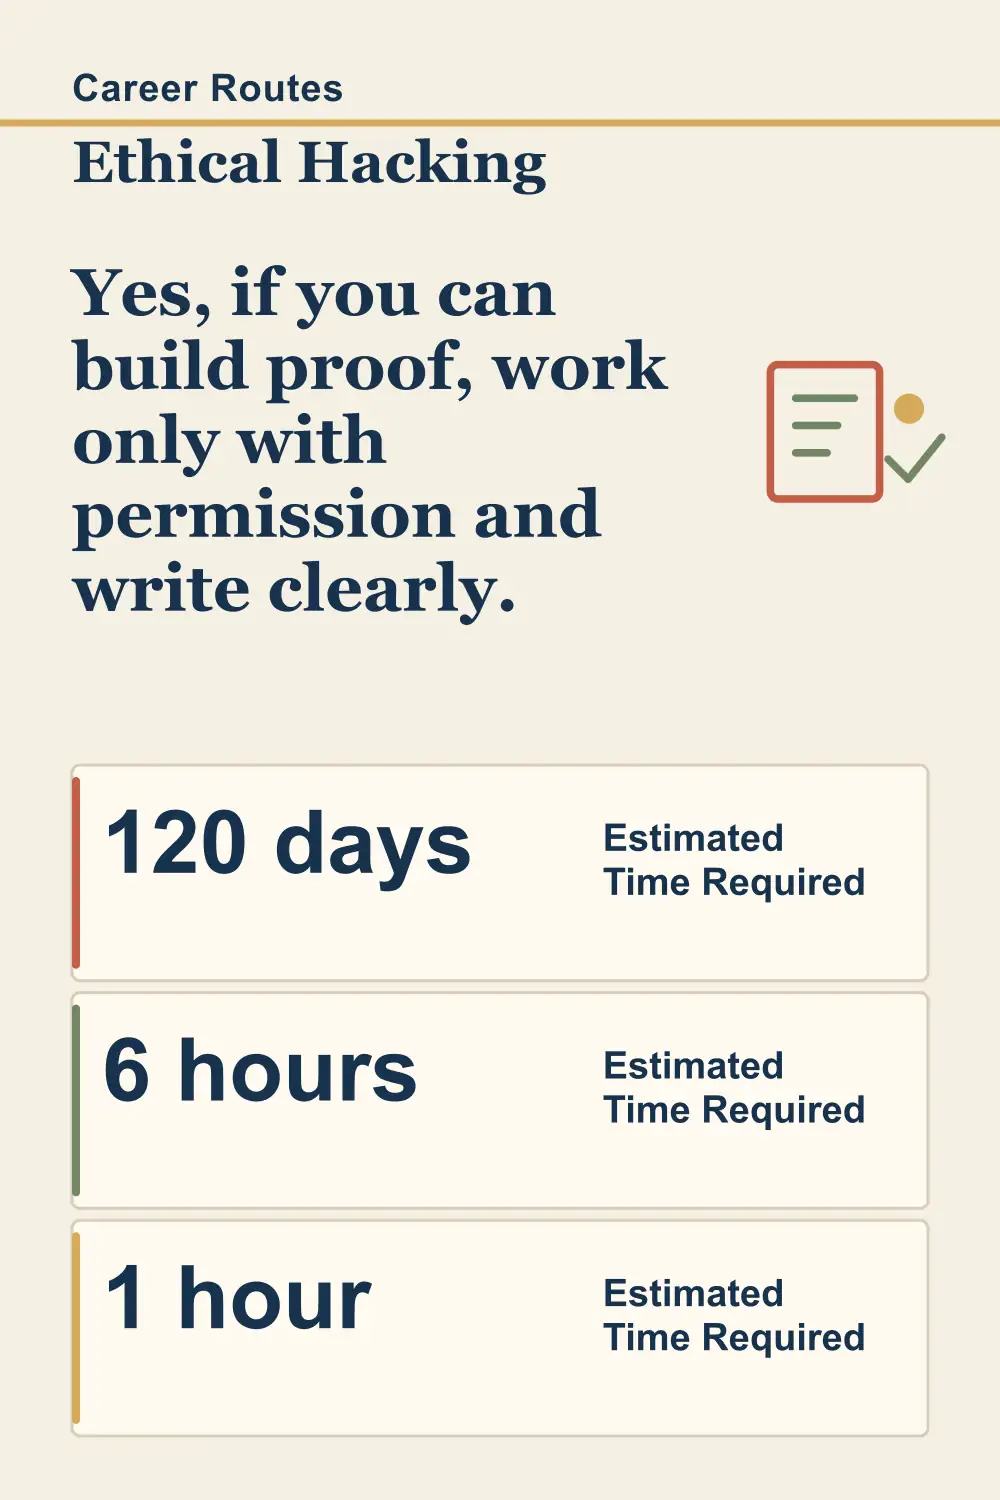 Career Routes
Ethical Hacking
Yes, if you can
build proof, work
only with
permission and
write clearly.
120 days
Estimated
Time Required
6 hours
Estimated
Time Required
1 hour
Estimated
Time Required